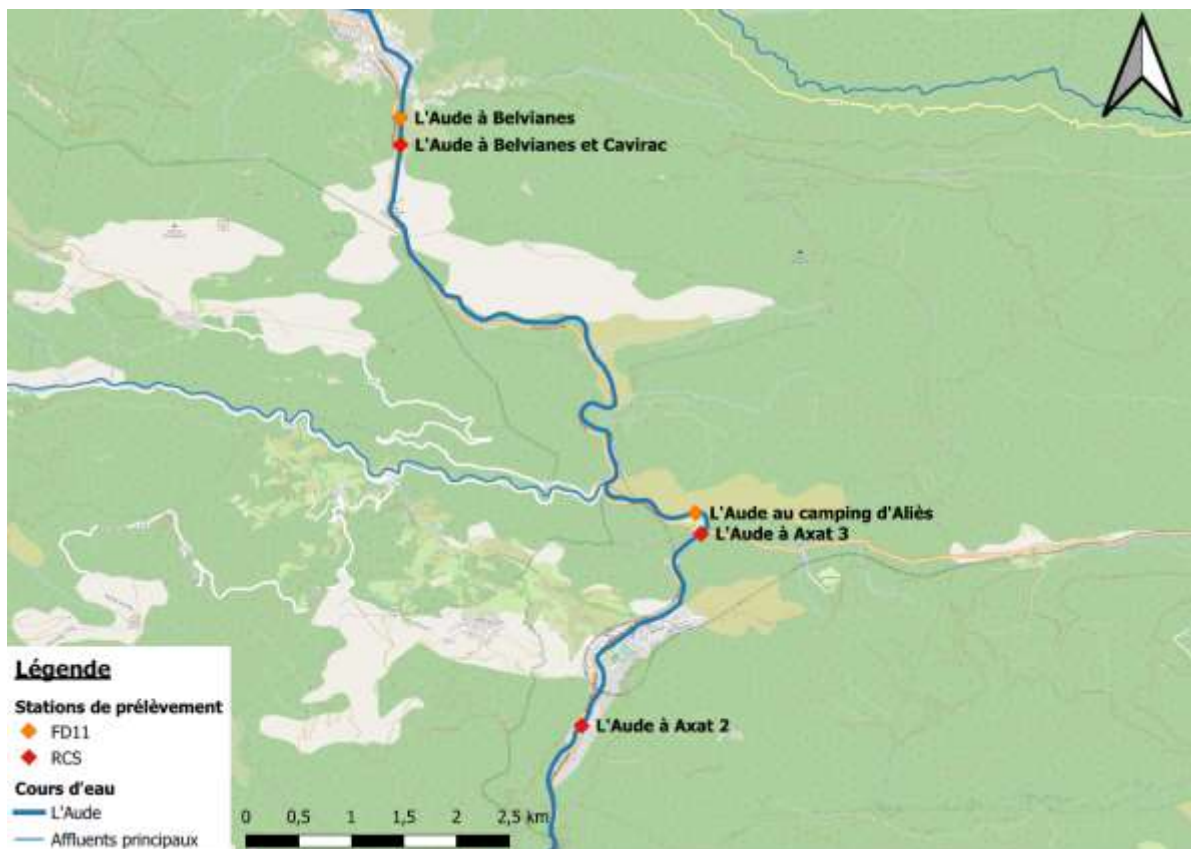 L'Aude à Belvianes
L'Aude à Belvianes et Cavirac
L'Aude au camping d'Aliès
L'Aude à Axat 3
L'Aude à Axat 2
Légende
Stations de prélèvement
FD11
RCS
Cours d'eau
L'Aude
Affluents principaux
0 0,5 1 1,5 2 2,5 km